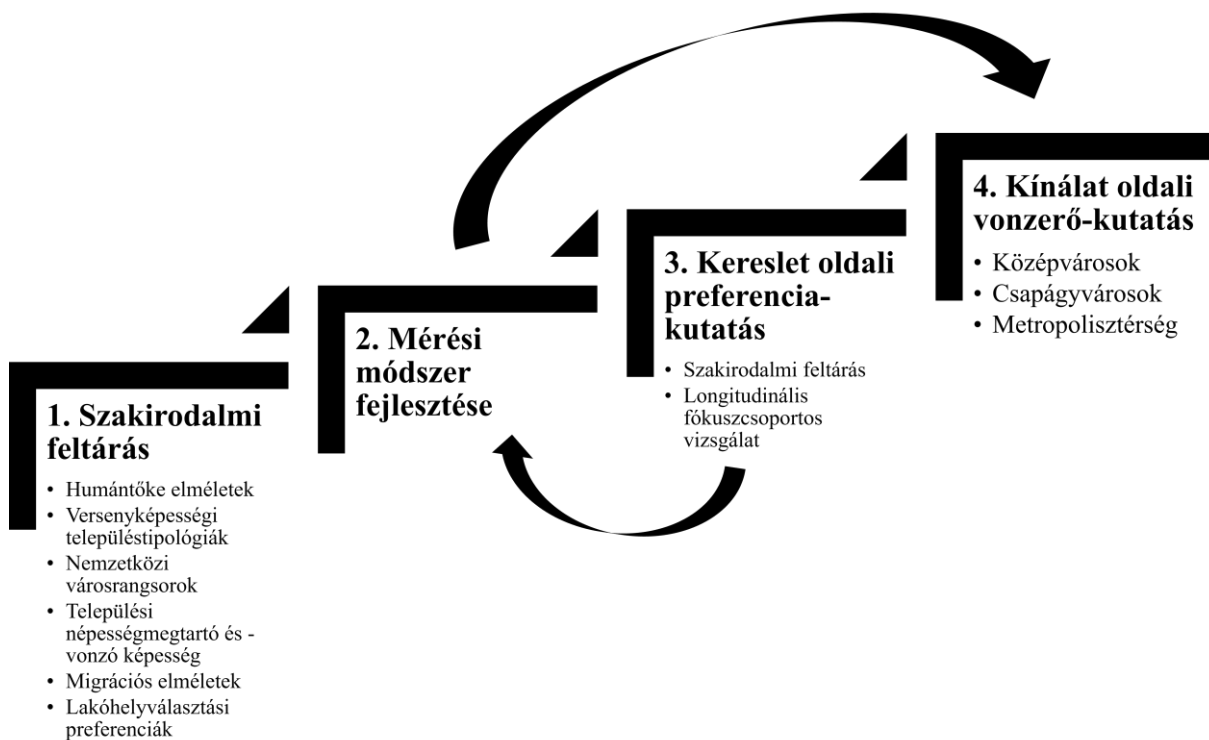 1. Szakirodalmi
feltárás
• Humántőke elméletek
• Versenyképességi
településtipológiák
• Nemzetközi
városrangsorok
• Települési
népességmegtartó és -
vonzó képesség
• Migrációs elméletek
• Lakóhelyválasztási
preferenciák
2. Mérési
módszer
fejlesztése
3. Kereslet oldali
preferencia-
kutatás
• Szakirodalmi feltárás
• Longitudinális
fókuszcsoportos
vizsgálat
4. Kínálat oldali
vonzerő-kutatás
• Középvárosok
• Csapágyvárosok
• Metropolisztérség